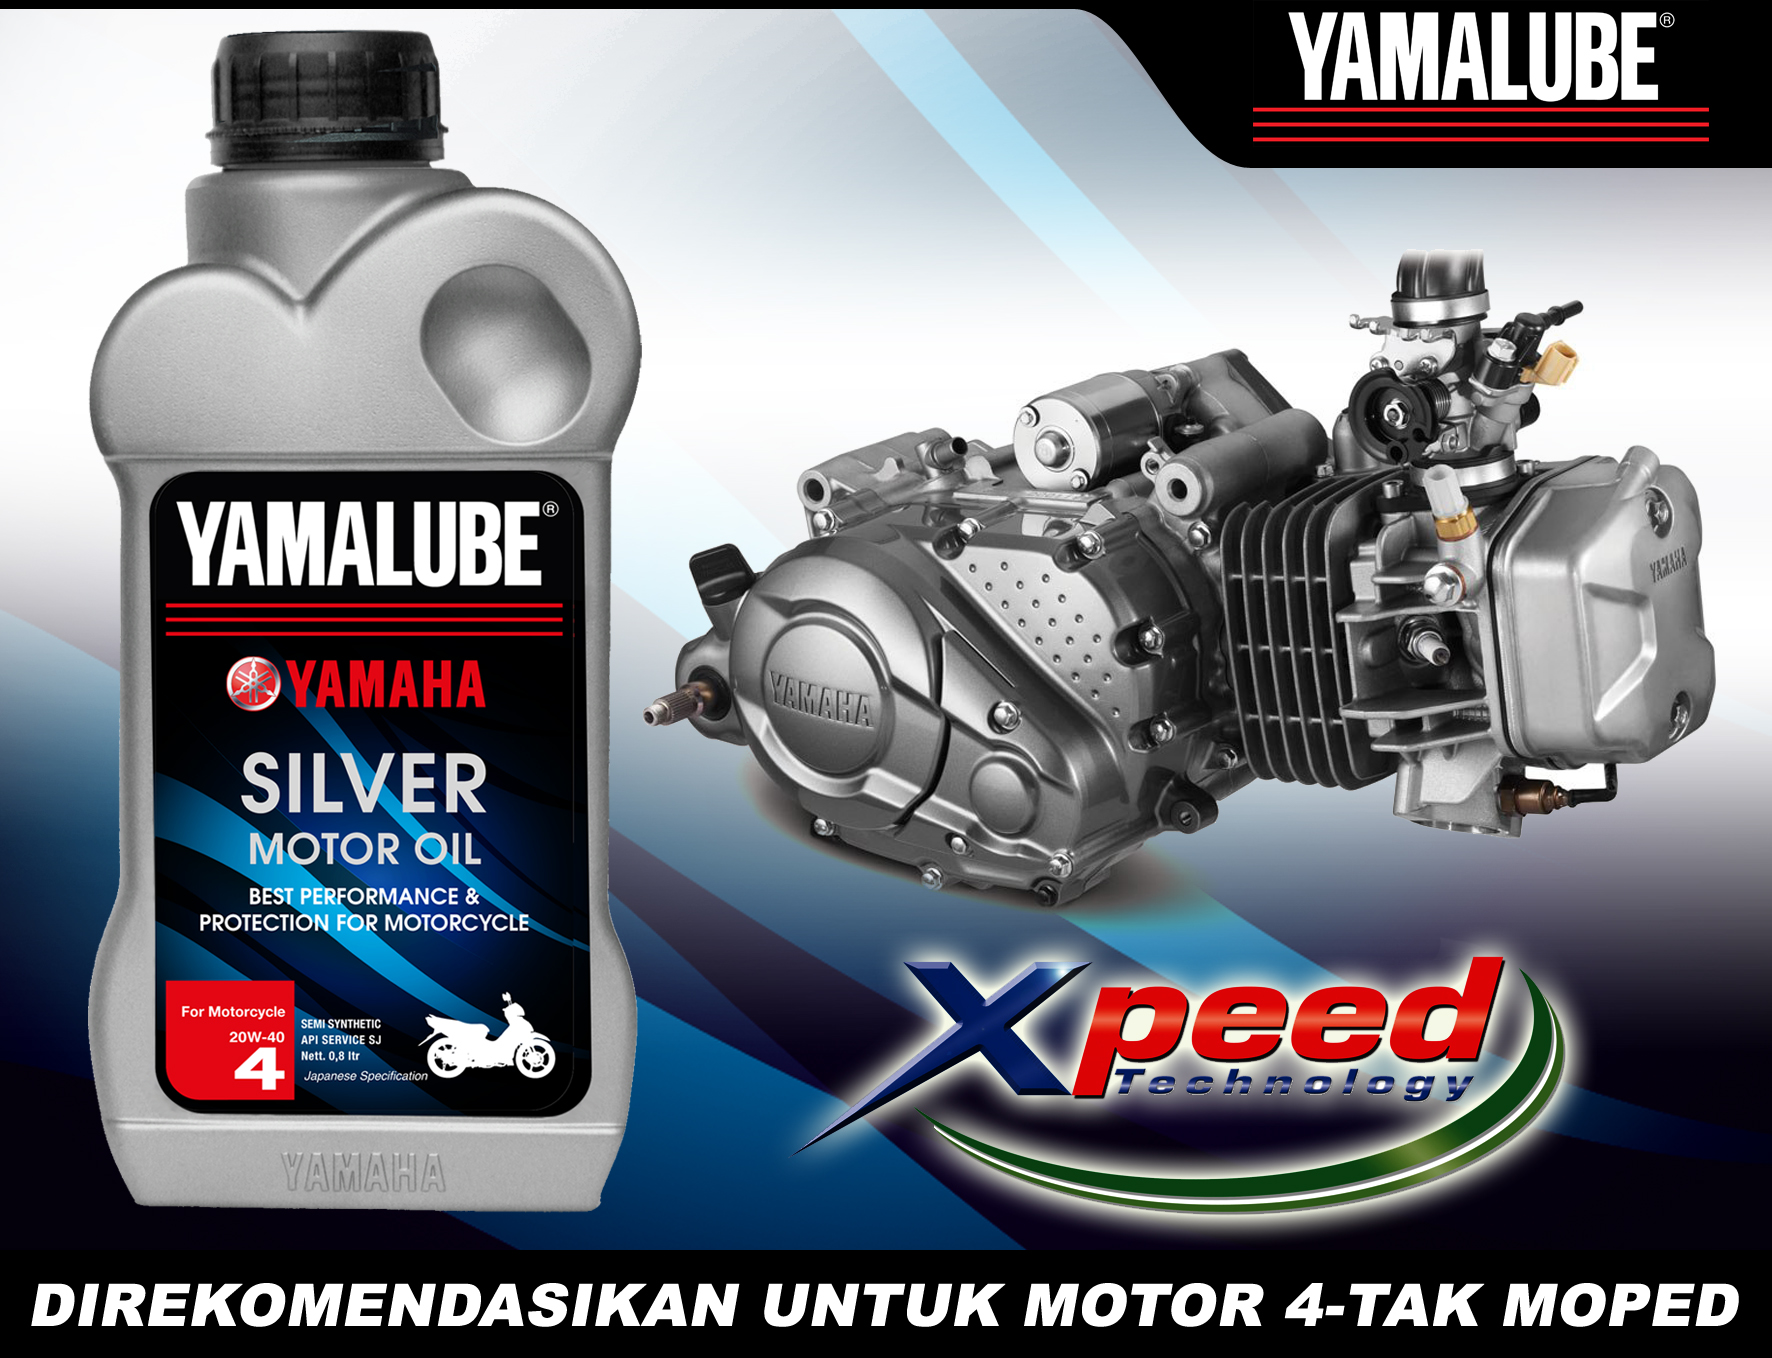 YAMALUBE®
YAMALUBE®
YAMAHA
SILVER
MOTOR OIL
BEST PERFORMANCE &
PROTECTION FOR MOTORCYCLE
For Motorcycle
20W-40
4
SEMI SYNTHETIC
API SERVICE SJ
Nett. 0,8 ltr
Japanese Specification
YAMAHA
YAMAHA
YAMAHA
Xpeed
Technology
DIREKOMENDASIKAN UNTUK MOTOR 4-TAK MOPED